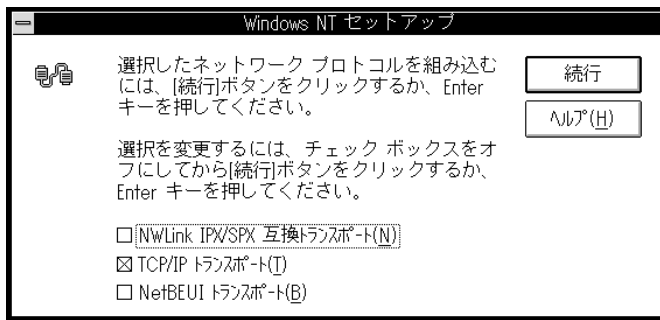 Windows NT セットアップ
選択したネットワーク プロトコルを組み込む
には、[続行]ボタンをクリックするか、Enter
キーを押してください。
選択を変更するには、チェック ボックスをオ
フにしてから[続行]ボタンをクリックするか、
Enter キーを押してください。
続行
ﾍﾙﾌﾟ(H)
NWLink IPX/SPX 互換ﾄﾗﾝｽﾎﾟｰﾄ(N)
TCP/IP ﾄﾗﾝｽﾎﾟｰﾄ(T)
NetBEUI ﾄﾗﾝｽﾎﾟｰﾄ(B)